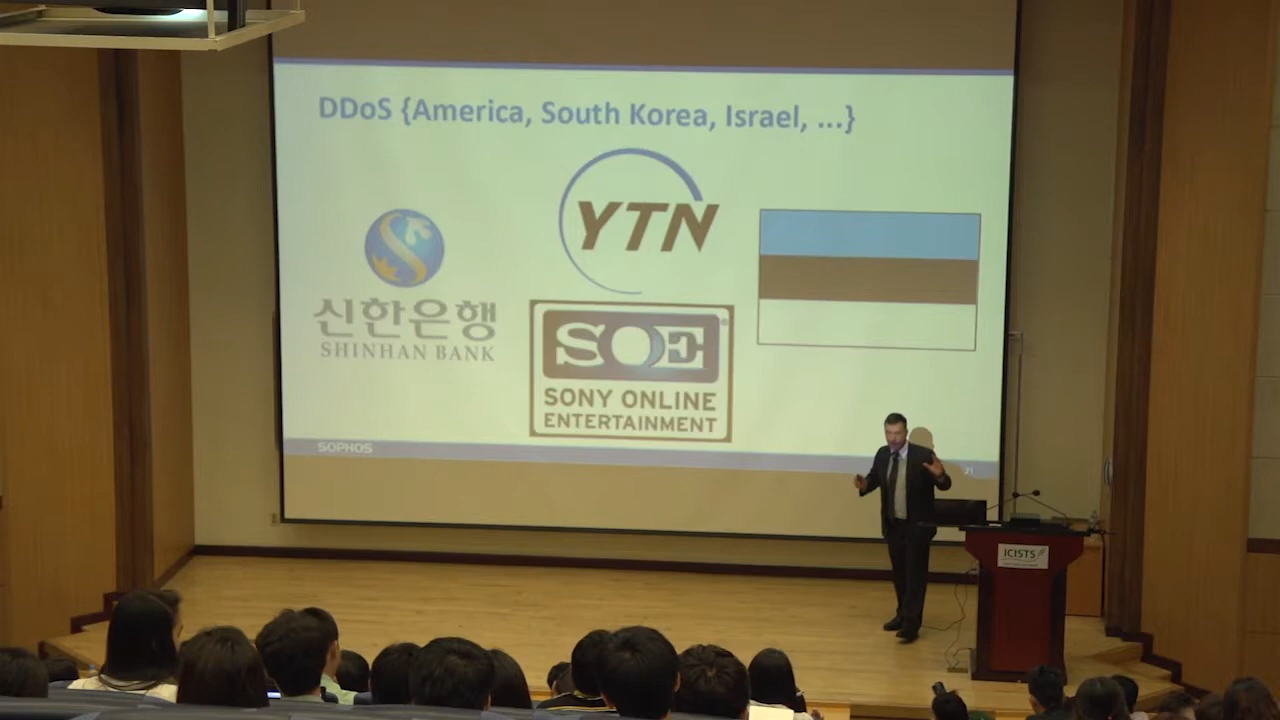 DDoS {America, South Korea, Israel, ...}
YTN
신한은행
SHINHAN BANK
SOE
SONY ONLINE
ENTERTAINMENT
SOPHOS
21
ICISTS